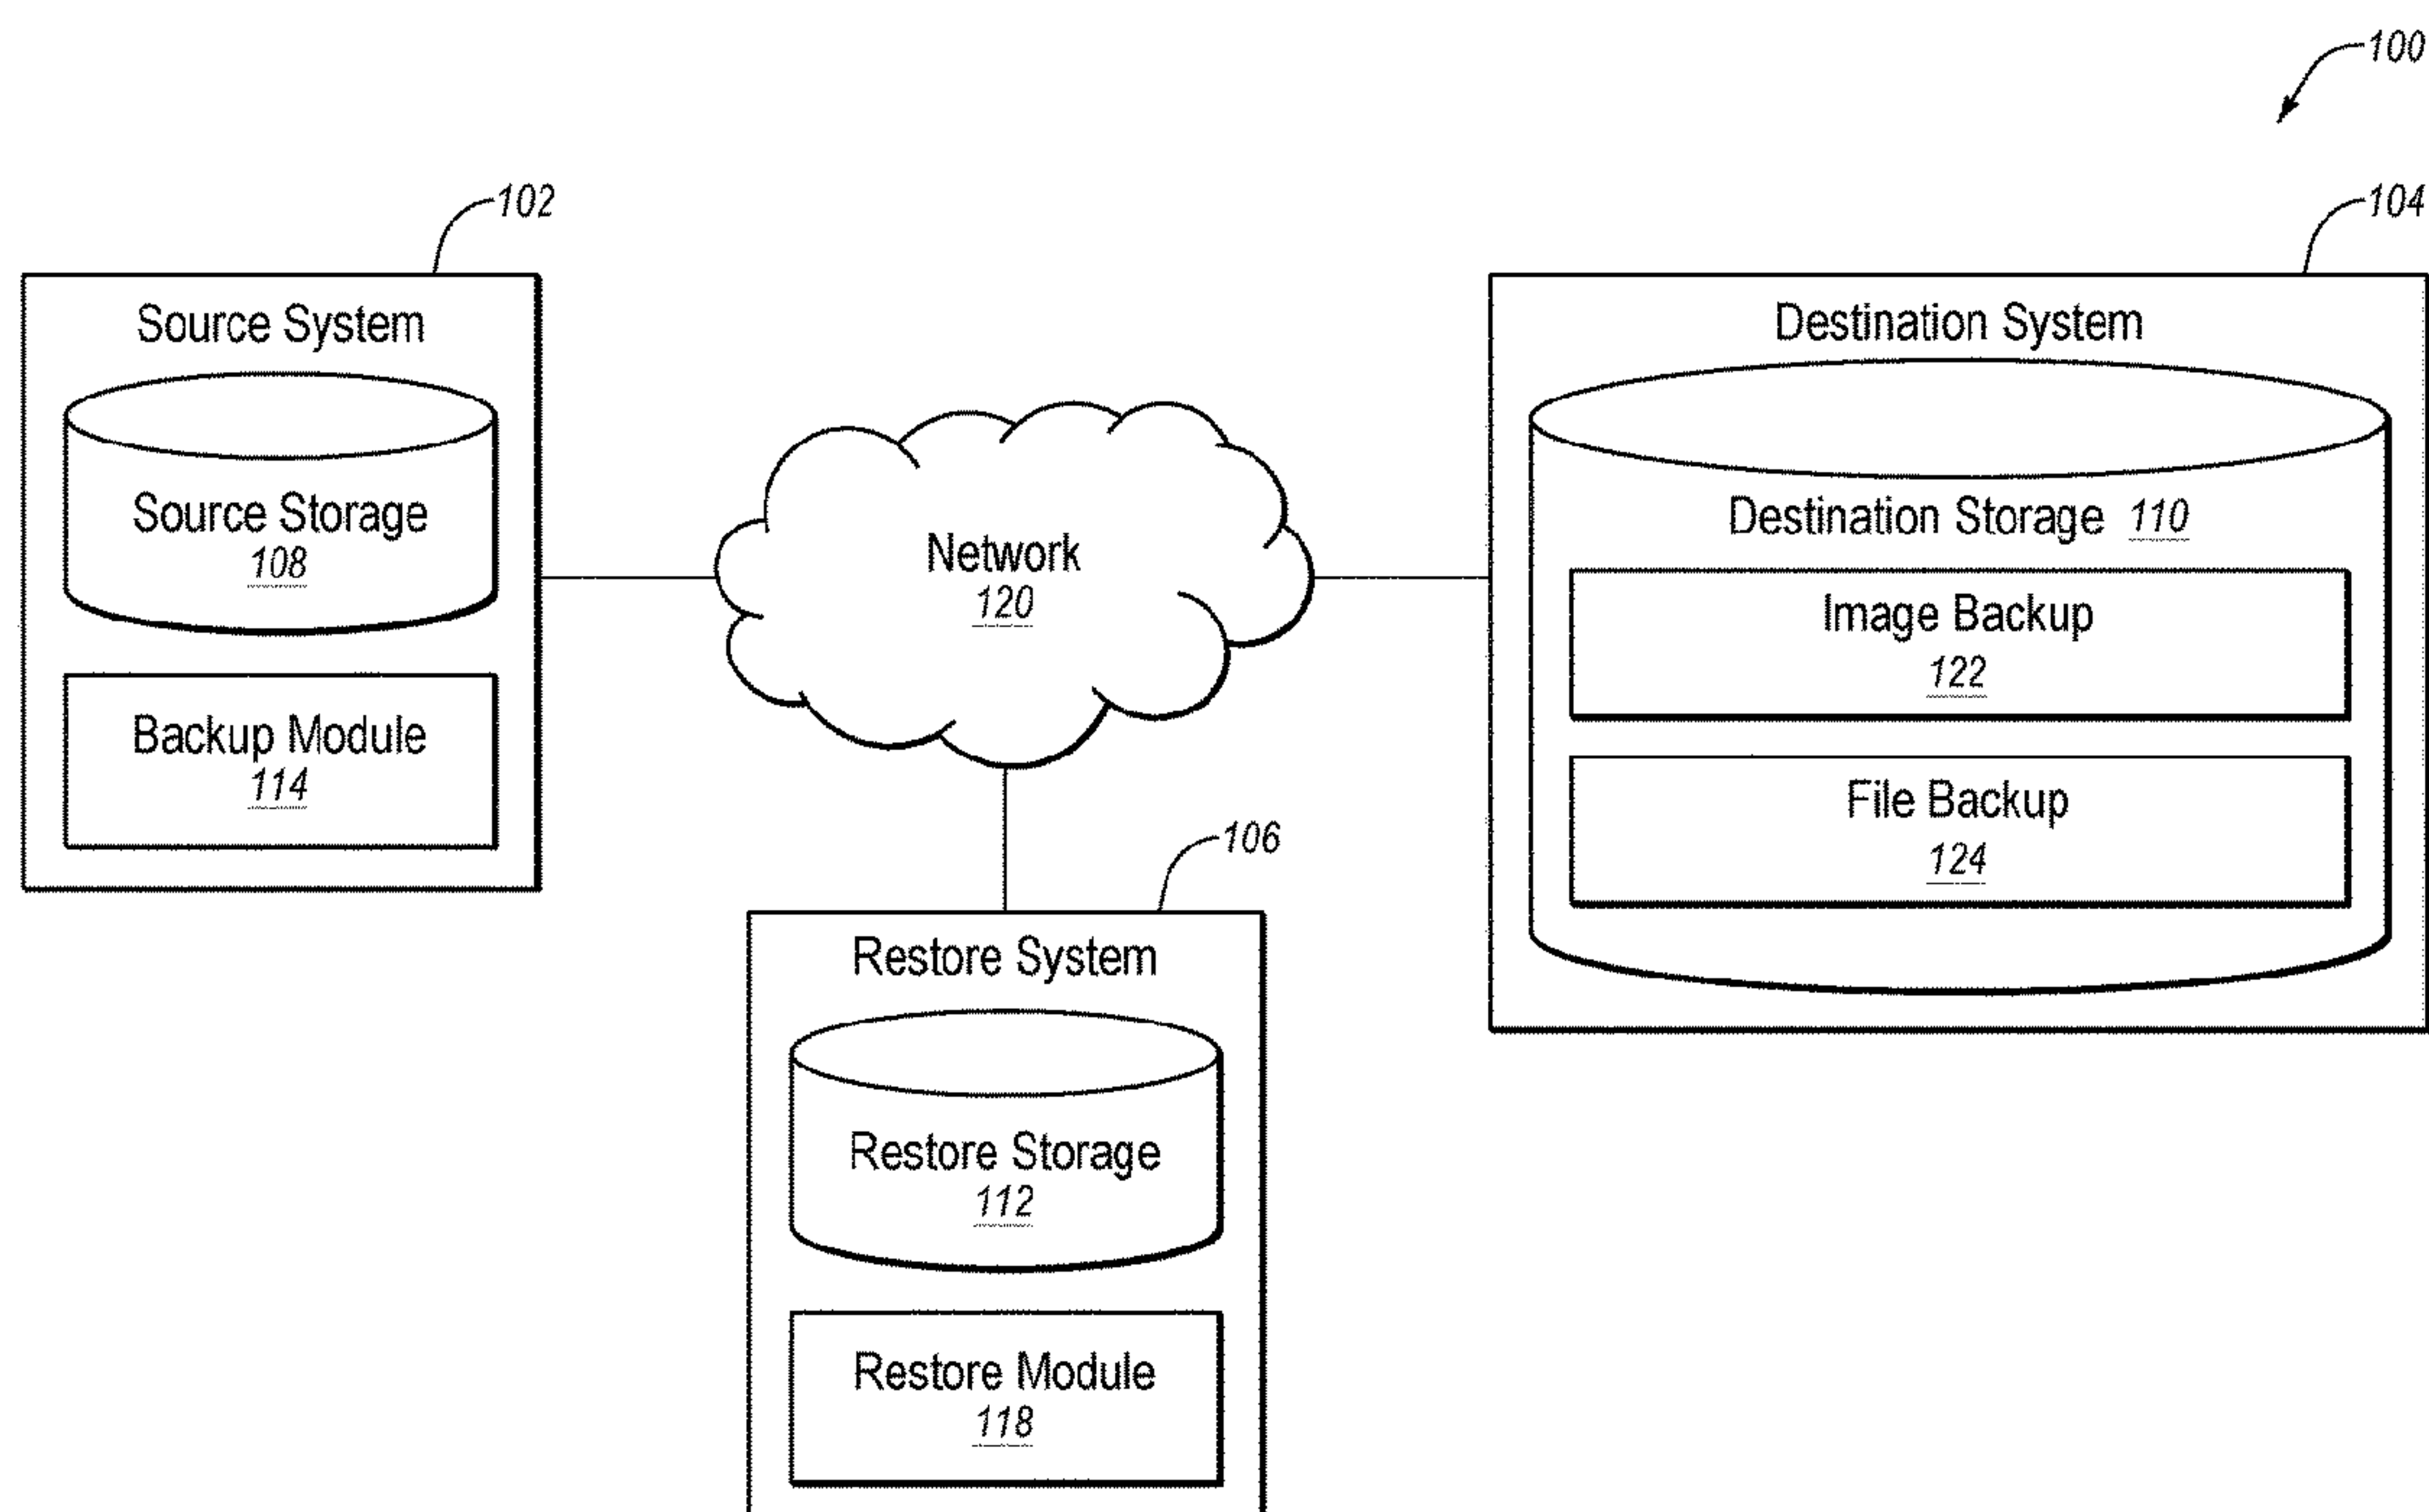 100
102
104
Source System
Source Storage
108
Backup Module
114
Network
120
Destination System
Destination Storage 110
Image Backup
122
File Backup
124
106
Restore System
Restore Storage
112
Restore Module
118